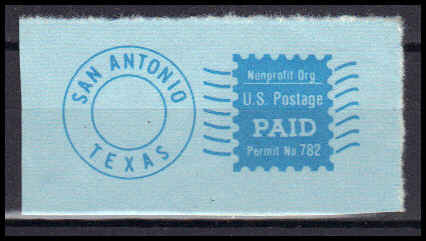 SAN ANTONIO
TEXAS
Nonprofit Org.
U.S. Postage
PAID
Permit No 782